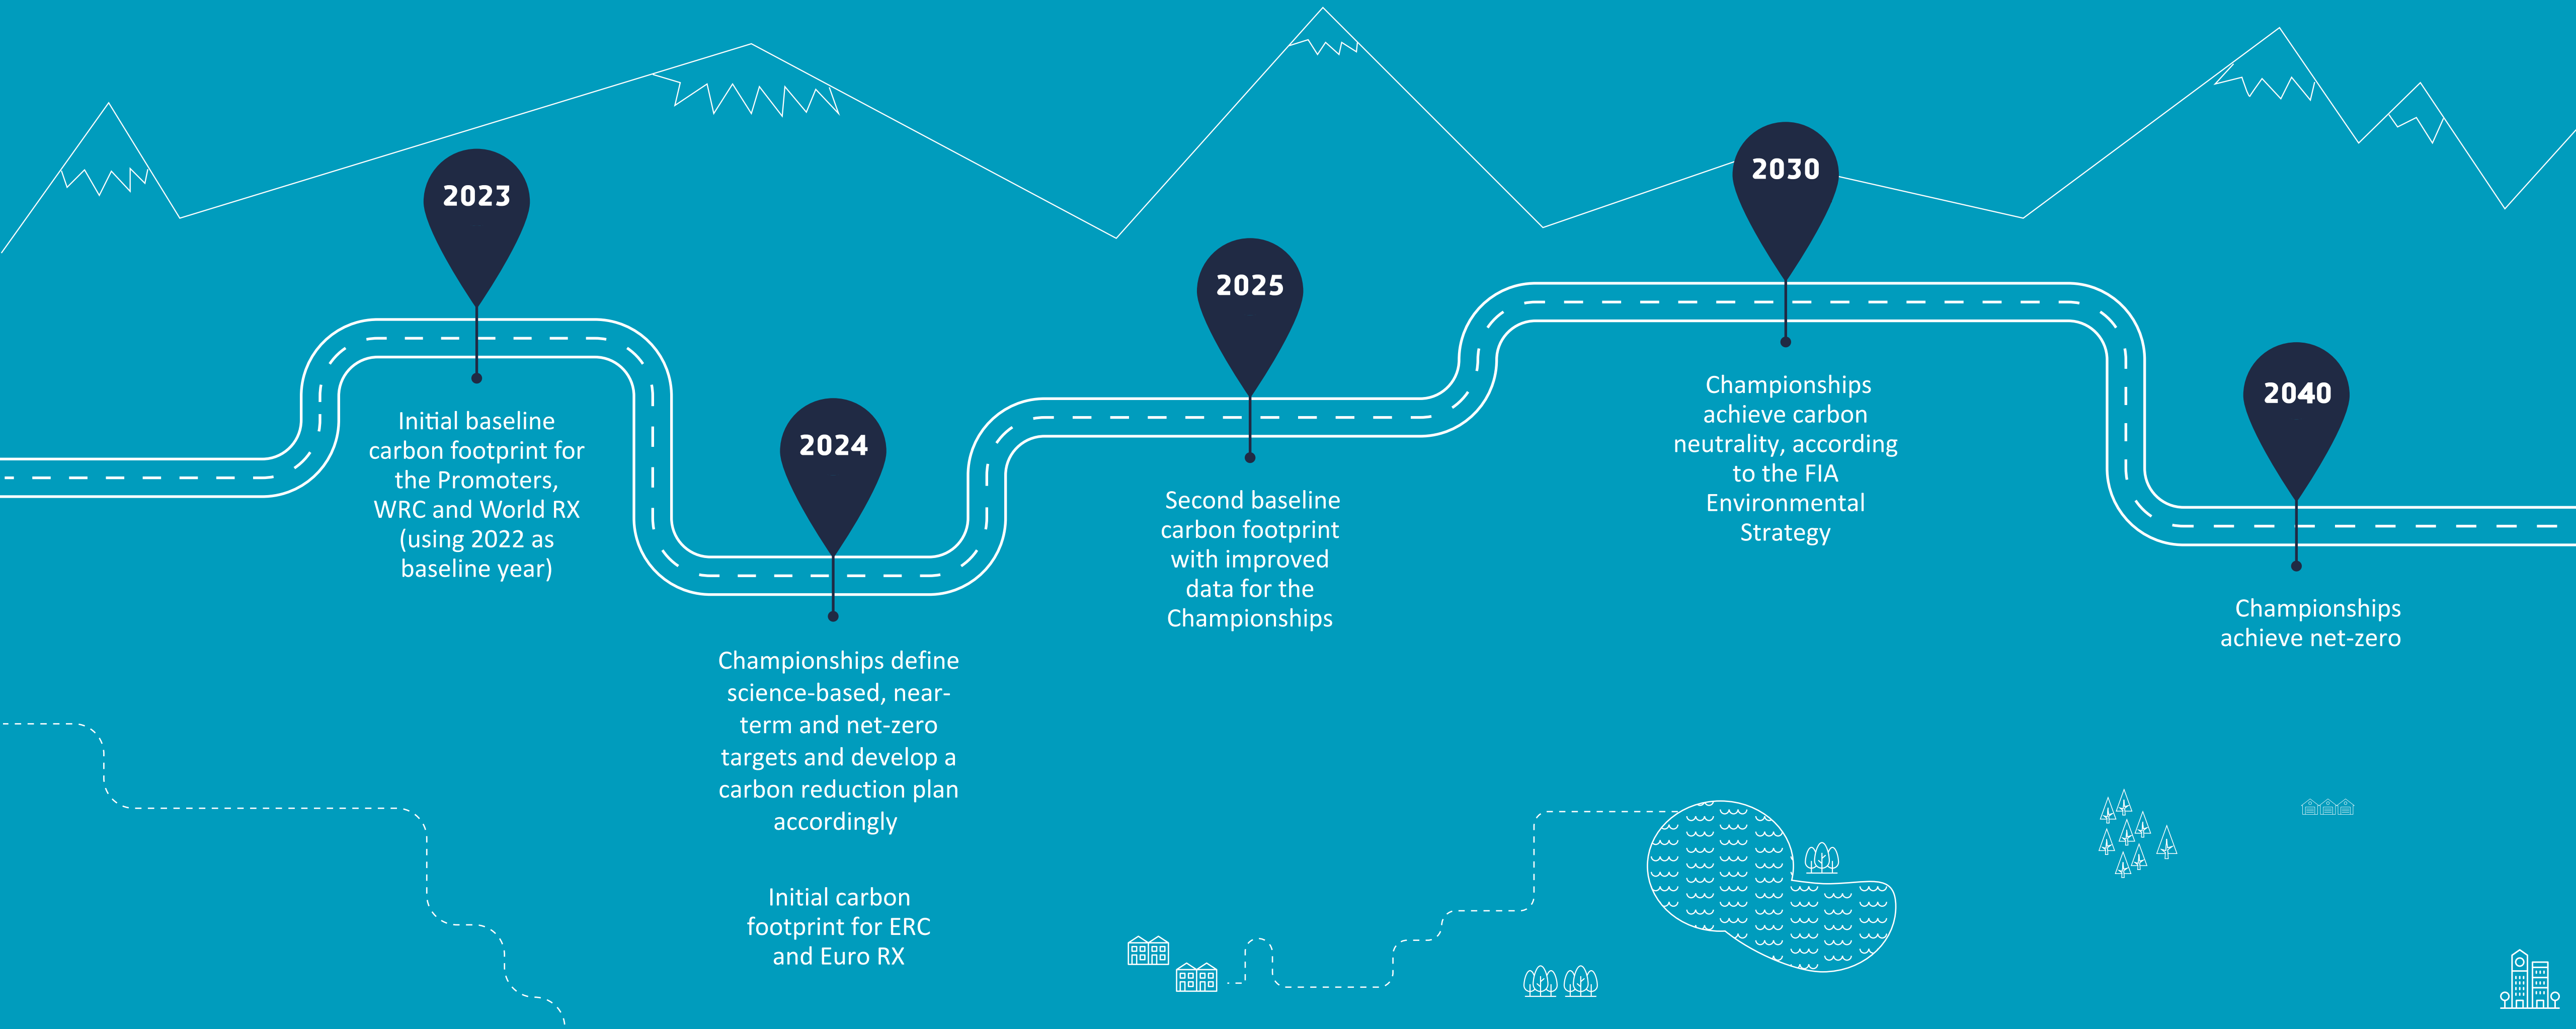 2023
Initial baseline
carbon footprint for
the Promoters,
WRC and World RX
(using 2022 as
baseline year)
2024
Championships define
science-based, near-
term and net-zero
targets and develop a
carbon reduction plan
accordingly
Initial carbon
footprint for ERC
and Euro RX
2025
Second baseline
carbon footprint
with improved
data for the
Championships
2030
Championships
achieve carbon
neutrality, according
to the FIA
Environmental
Strategy
2040
Championships
achieve net-zero